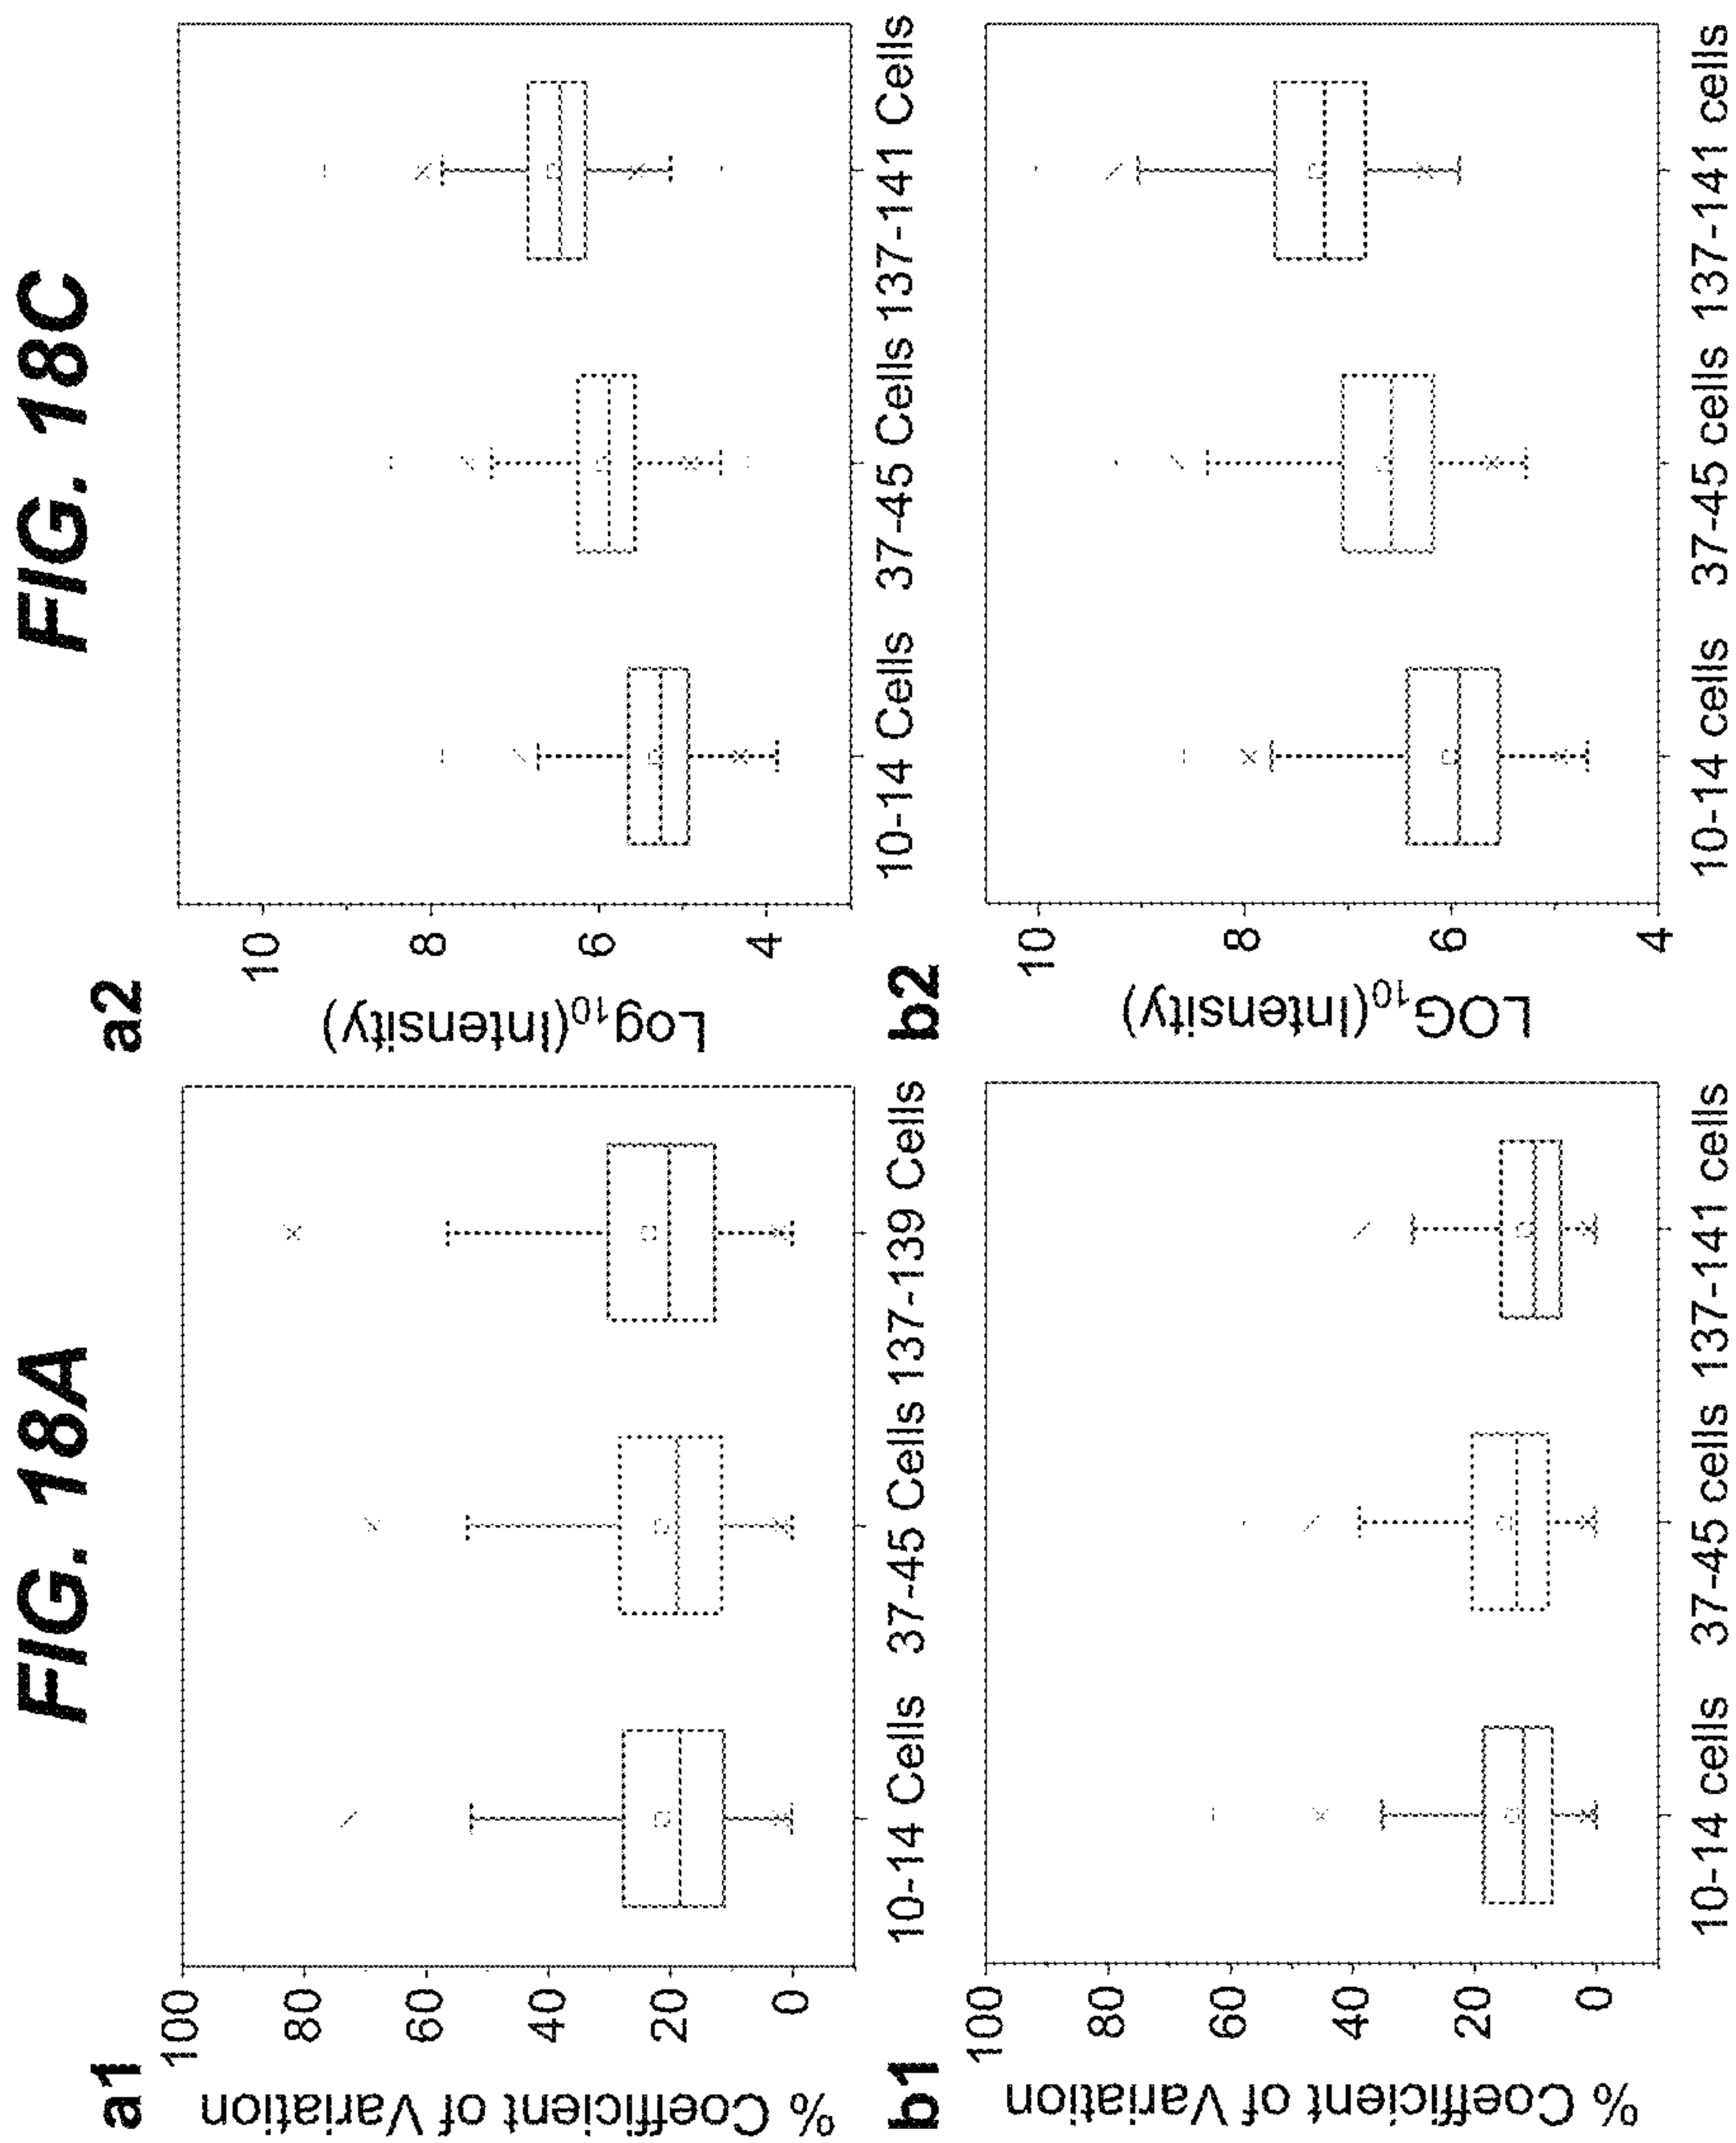 FIG. 18A
a1
% Coefficient of Variation
100
80
60
40
20
0
10-14 Cells 37-45 Cells 137-139 Cells
b1
% Coefficient of Variation
100
80
60
40
20
0
10-14 cells 37-45 cells 137-141 cells
FIG. 18C
a2
Log₁₀(Intensity)
10
8
6
4
10-14 Cells 37-45 Cells 137-141 Cells
b2
LOG₁₀(Intensity)
10
8
6
4
10-14 cells 37-45 cells 137-141 cells